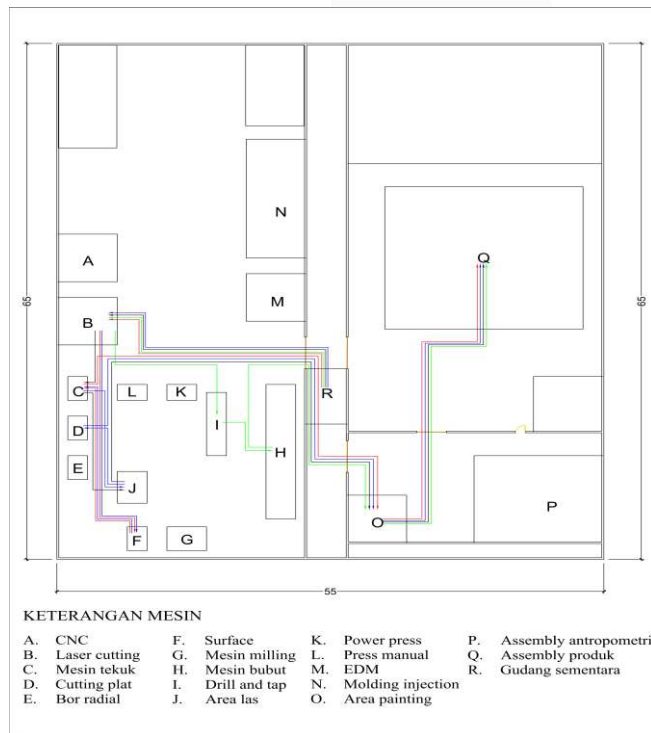 N
A
Q
M
B
65
65
C
L
K
R
I
D
H
E
J
P
O
F
G
55
KETERANGAN MESIN
A. CNC
B. Laser cutting
C. Mesin tekuk
D. Cutting plat
E. Bor radial
F. Surface
G. Mesin milling
H. Mesin bubut
I. Drill and tap
J. Area las
K. Power press
L. Press manual
M. EDM
N. Molding injection
O. Area painting
P. Assembly antropometri
Q. Assembly produk
R. Gudang sementara